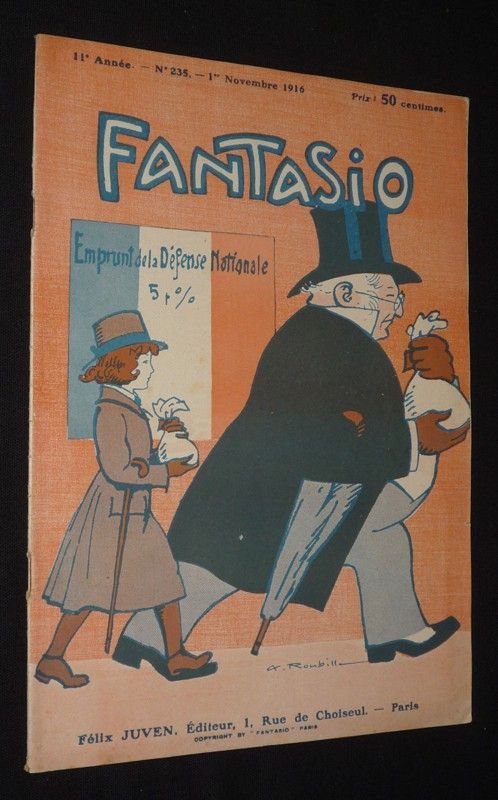 11e Année. — No 235. — 1er Novembre 1916
Prix : 50 centimes.
FANTASIO
Emprunt de la Défense Nationale
5 %
A. Roubille
Félix JUVEN, Éditeur, 1, Rue de Choiseul. — Paris
COPYRIGHT BY "FANTASIO" PARIS